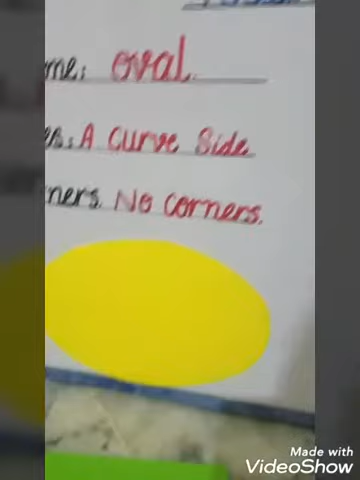 me: oval.
es: A curve Side
ners. No corners.
Made with
VideoShow